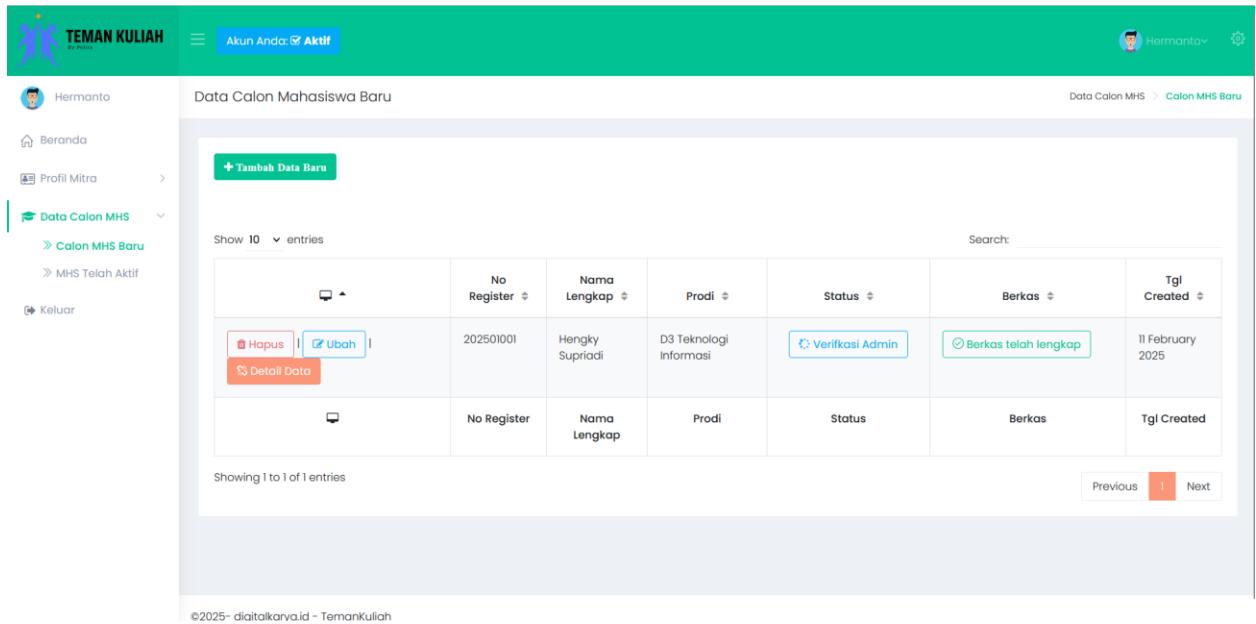 TEMAN KULIAH
By Polita
Akun Anda: Aktif
Hermanto
Hermanto
Data Calon Mahasiswa Baru
Data Calon MHS > Calon MHS Baru
Beranda
Profil Mitra
Data Calon MHS
Calon MHS Baru
MHS Telah Aktif
Keluar
+ Tambah Data Baru
Show 10 entries
Search:
No Register
Nama Lengkap
Prodi
Status
Berkas
Tgl Created
Hapus | Ubah |
Detail Data
202501001
Hengky
Supriadi
D3 Teknologi
Informasi
Verifkasi Admin
Berkas telah lengkap
11 February
2025
No Register
Nama
Lengkap
Prodi
Status
Berkas
Tgl Created
Showing 1 to 1 of 1 entries
Previous 1 Next
©2025- digitalkarya.id - TemanKuliah